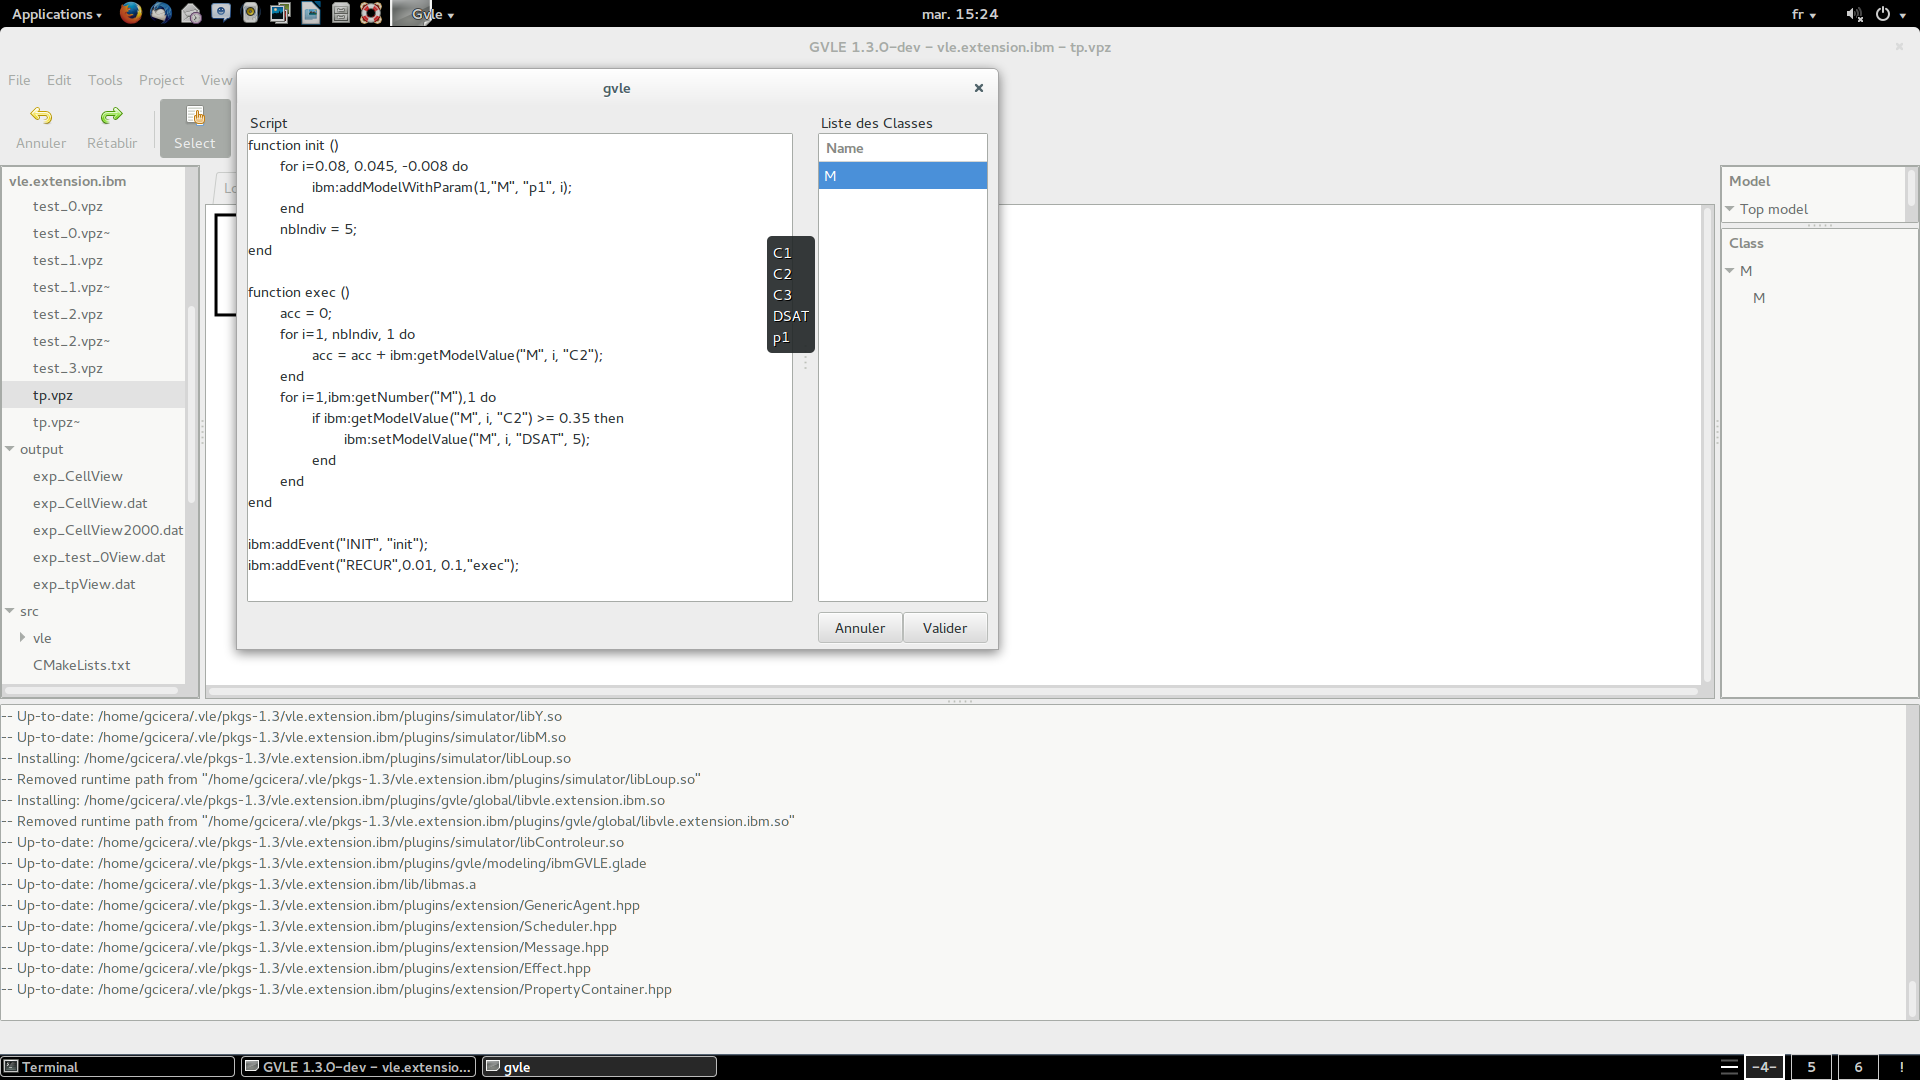 Applications
Gvle
mar. 15:24
fr
GVLE 1.3.0-dev - vle.extension.ibm - tp.vpz
File Edit Tools Project View
Annuler Rétablir Select
vle.extension.ibm
test_0.vpz
test_0.vpz~
test_1.vpz
test_1.vpz~
test_2.vpz
test_2.vpz~
test_3.vpz
tp.vpz
tp.vpz~
output
exp_CellView
exp_CellView.dat
exp_CellView2000.dat
exp_test_0View.dat
exp_tpView.dat
src
vle
CMakeLists.txt
gvle
Script
function init ()
for i=0.08, 0.045, -0.008 do
ibm:addModelWithParam(1,"M", "p1", i);
end
nbIndiv = 5;
end
function exec ()
acc = 0;
for i=1, nbIndiv, 1 do
acc = acc + ibm:getModelValue("M", i, "C2");
end
for i=1,ibm:getNumber("M"),1 do
if ibm:getModelValue("M", i, "C2") >= 0.35 then
ibm:setModelValue("M", i, "DSAT", 5);
end
end
end
ibm:addEvent("INIT", "init");
ibm:addEvent("RECUR",0.01, 0.1,"exec");
C1
C2
C3
DSAT
p1
Liste des Classes
Name
M
Annuler Valider
Model
Top model
Class
M
M
-- Up-to-date: /home/gcicera/.vle/pkgs-1.3/vle.extension.ibm/plugins/simulator/libY.so
-- Up-to-date: /home/gcicera/.vle/pkgs-1.3/vle.extension.ibm/plugins/simulator/libM.so
-- Installing: /home/gcicera/.vle/pkgs-1.3/vle.extension.ibm/plugins/simulator/libLoup.so
-- Removed runtime path from "/home/gcicera/.vle/pkgs-1.3/vle.extension.ibm/plugins/simulator/libLoup.so"
-- Installing: /home/gcicera/.vle/pkgs-1.3/vle.extension.ibm/plugins/gvle/global/libvle.extension.ibm.so
-- Removed runtime path from "/home/gcicera/.vle/pkgs-1.3/vle.extension.ibm/plugins/gvle/global/libvle.extension.ibm.so"
-- Up-to-date: /home/gcicera/.vle/pkgs-1.3/vle.extension.ibm/plugins/simulator/libControleur.so
-- Up-to-date: /home/gcicera/.vle/pkgs-1.3/vle.extension.ibm/plugins/gvle/modeling/ibmGVLE.glade
-- Up-to-date: /home/gcicera/.vle/pkgs-1.3/vle.extension.ibm/lib/libmas.a
-- Up-to-date: /home/gcicera/.vle/pkgs-1.3/vle.extension.ibm/plugins/extension/GenericAgent.hpp
-- Up-to-date: /home/gcicera/.vle/pkgs-1.3/vle.extension.ibm/plugins/extension/Scheduler.hpp
-- Up-to-date: /home/gcicera/.vle/pkgs-1.3/vle.extension.ibm/plugins/extension/Message.hpp
-- Up-to-date: /home/gcicera/.vle/pkgs-1.3/vle.extension.ibm/plugins/extension/Effect.hpp
-- Up-to-date: /home/gcicera/.vle/pkgs-1.3/vle.extension.ibm/plugins/extension/PropertyContainer.hpp
Terminal
GVLE 1.3.0-dev - vle.extensio...
gvle
-4- 5 6 !